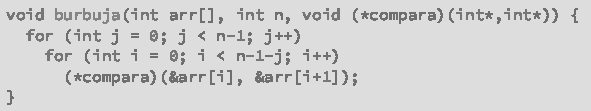 void burbuja(int arr[], int n, void (*compara)(int*,int*)) {
  for (int j = 0; j < n-1; j++)
    for (int i = 0; i < n-1-j; i++)
      (*compara)(&arr[i], &arr[i+1]);
}